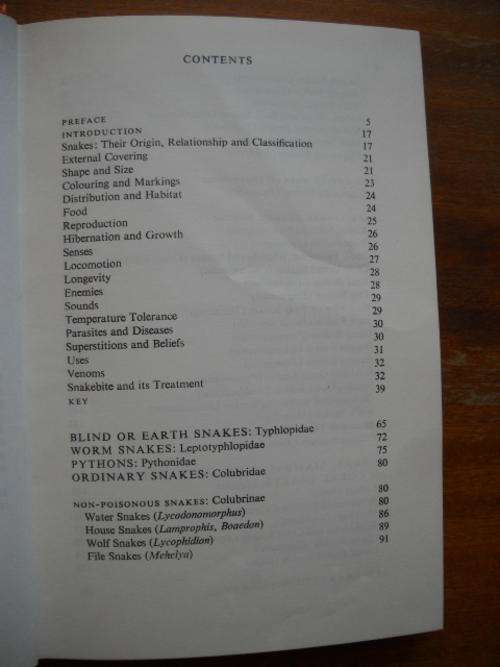 CONTENTS
PREFACE 5
INTRODUCTION 17
Snakes: Their Origin, Relationship and Classification 17
External Covering 21
Shape and Size 21
Colouring and Markings 23
Distribution and Habitat 24
Food 24
Reproduction 25
Hibernation and Growth 26
Senses 26
Locomotion 27
Longevity 28
Enemies 28
Sounds 29
Temperature Tolerance 29
Parasites and Diseases 30
Superstitions and Beliefs 30
Uses 31
Venoms 32
Snakebite and its Treatment 32
KEY 39
BLIND OR EARTH SNAKES: Typhlopidae 65
WORM SNAKES: Leptotyphlopidae 72
PYTHONS: Pythonidae 75
ORDINARY SNAKES: Colubridae 80
NON-POISONOUS SNAKES: Colubrinae 80
Water Snakes (Lycodonomorphus) 80
House Snakes (Lamprophis, Boaedon) 86
Wolf Snakes (Lycophidion) 89
File Snakes (Mehelya) 91